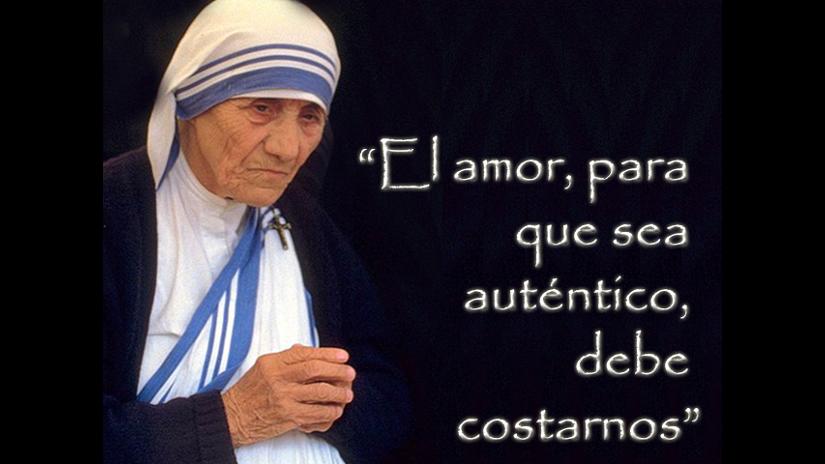 “El amor, para
que sea
auténtico,
debe
costarnos”